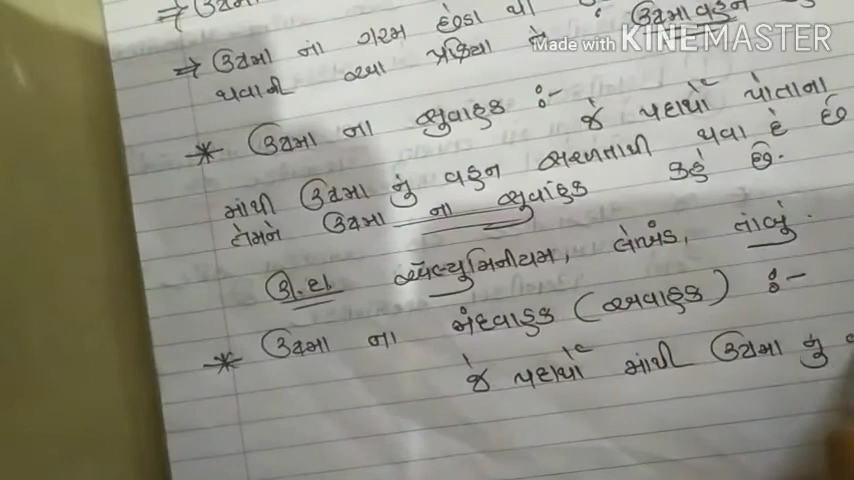 ⇒ ઉષ્મા
⇒ ઉષ્મા ના ગરમ છેડા થી : ઉષ્માવહન
થવાની આ પ્રક્રિયા ને
Made with KINEMASTER
* ઉષ્મા ના સુવાહક :- જે પદાર્થો પોતાના
માંથી ઉષ્મા નું વહન સરળતાથી થવા દે છે
તેમને ઉષ્મા ના સુવાહક કહે છે.
ઉ.દા એલ્યુમિનીયમ, લોખંડ, તાંબુ.
* ઉષ્મા ના મંદવાહક (અવાહક) :-
જે પદાર્થો માંથી ઉષ્મા નું